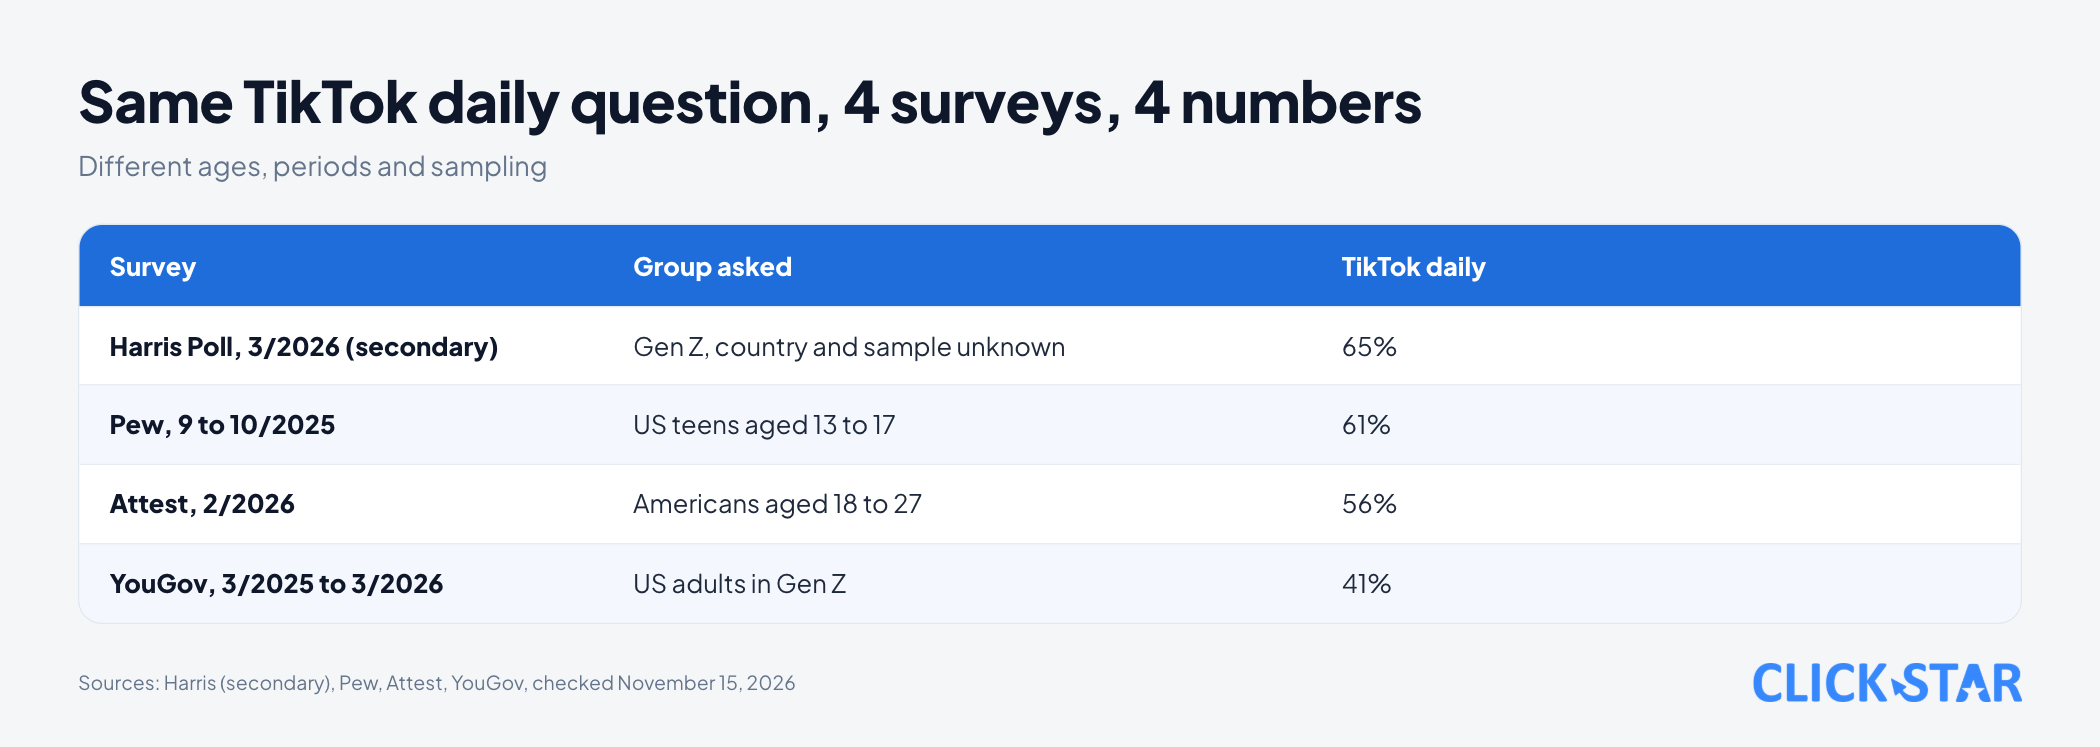 Same TikTok daily question, 4 surveys, 4 numbers
Different ages, periods and sampling
Survey Group asked TikTok daily
Harris Poll, 3/2026 (secondary) Gen Z, country and sample unknown 65%
Pew, 9 to 10/2025 US teens aged 13 to 17 61%
Attest, 2/2026 Americans aged 18 to 27 56%
YouGov, 3/2025 to 3/2026 US adults in Gen Z 41%
Sources: Harris (secondary), Pew, Attest, YouGov, checked November 15, 2026
CLICKSTAR